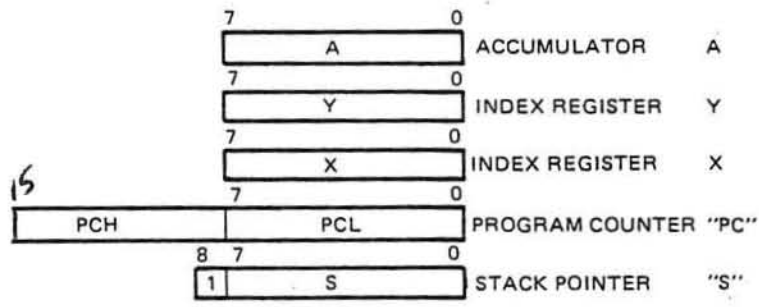 7 0
A ACCUMULATOR A
7 0
Y INDEX REGISTER Y
7 0
X INDEX REGISTER X
15 7 0
PCH PCL PROGRAM COUNTER "PC"
8 7 0
1 S STACK POINTER "S"